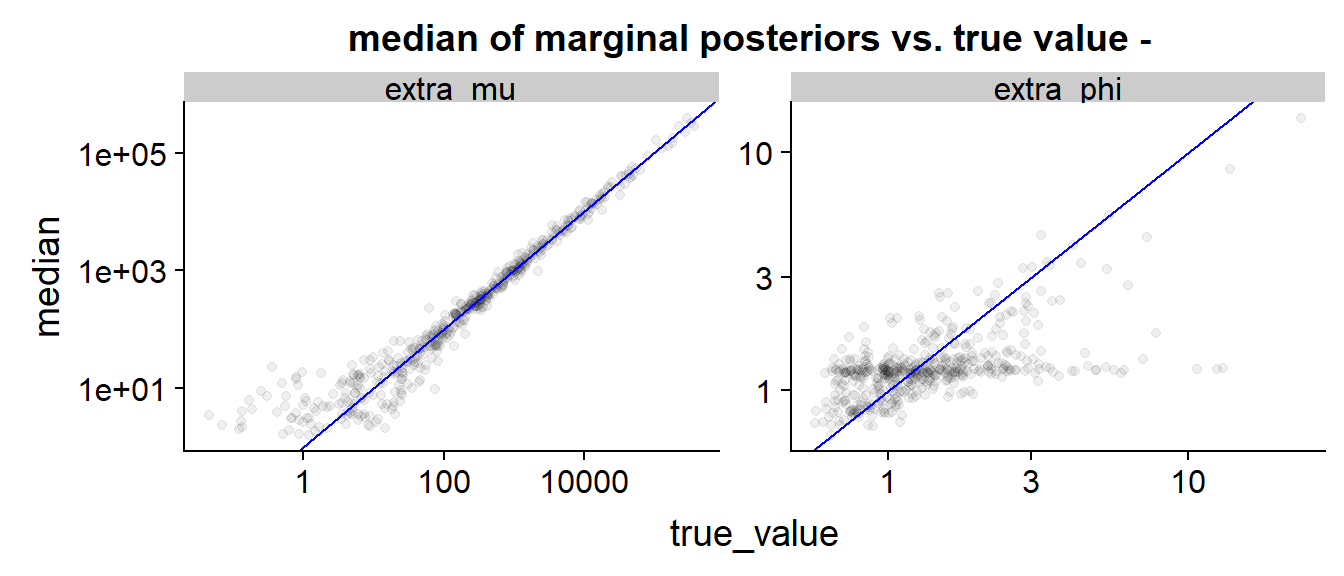 median of marginal posteriors vs. true value -
extra_mu
extra_phi
median
1e+05
1e+03
1e+01
10
3
1
1
100
10000
1
3
10
true_value